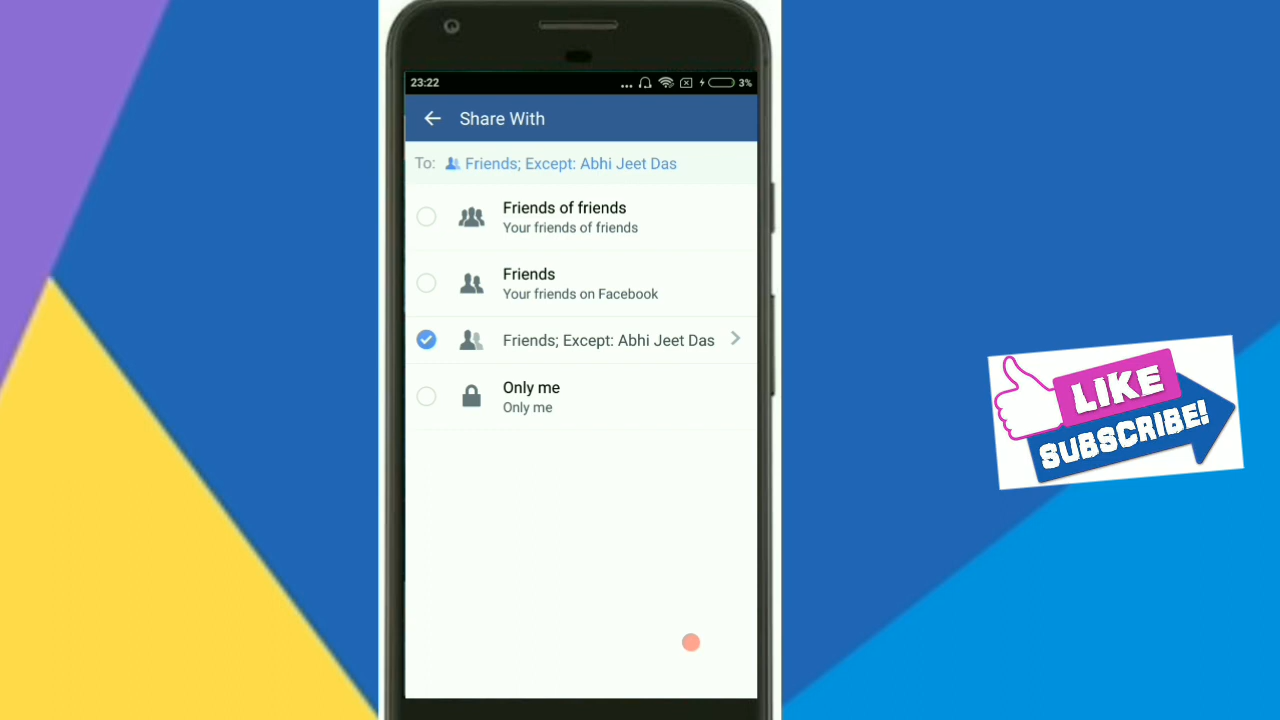 23:22
3%
Share With
To: Friends; Except: Abhi Jeet Das
Friends of friends
Your friends of friends
Friends
Your friends on Facebook
Friends; Except: Abhi Jeet Das
Only me
Only me
LIKE
SUBSCRIBE!